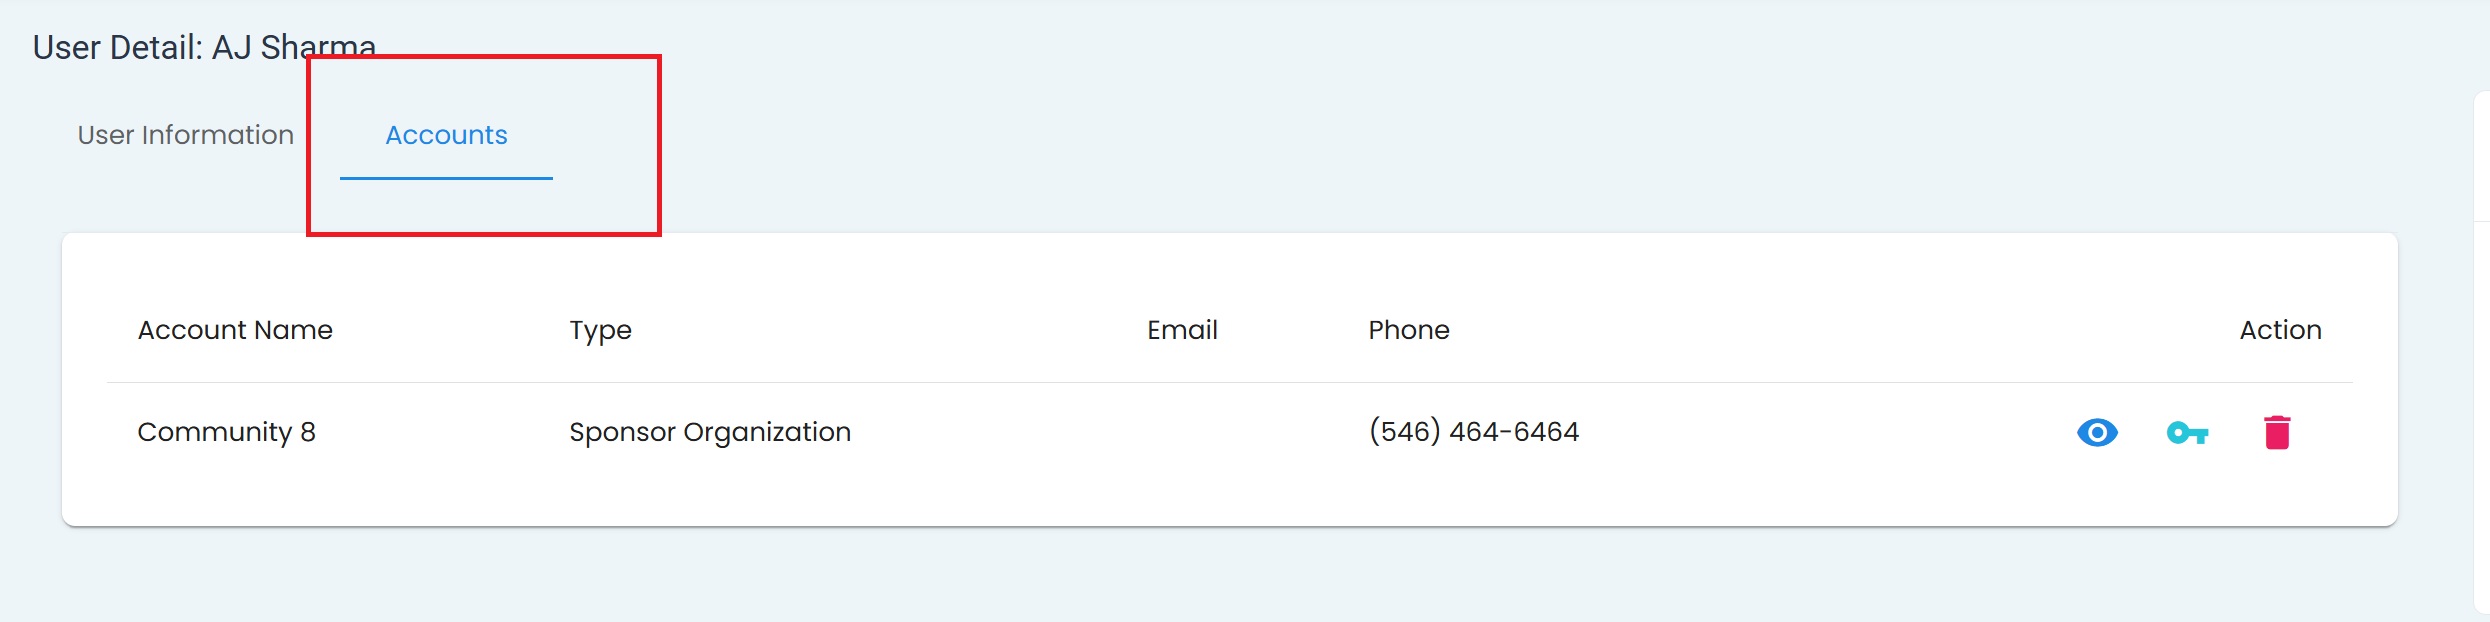 User Detail: AJ Sharma
User Information Accounts
Account Name Type Email Phone Action
Community 8 Sponsor Organization (546) 464-6464